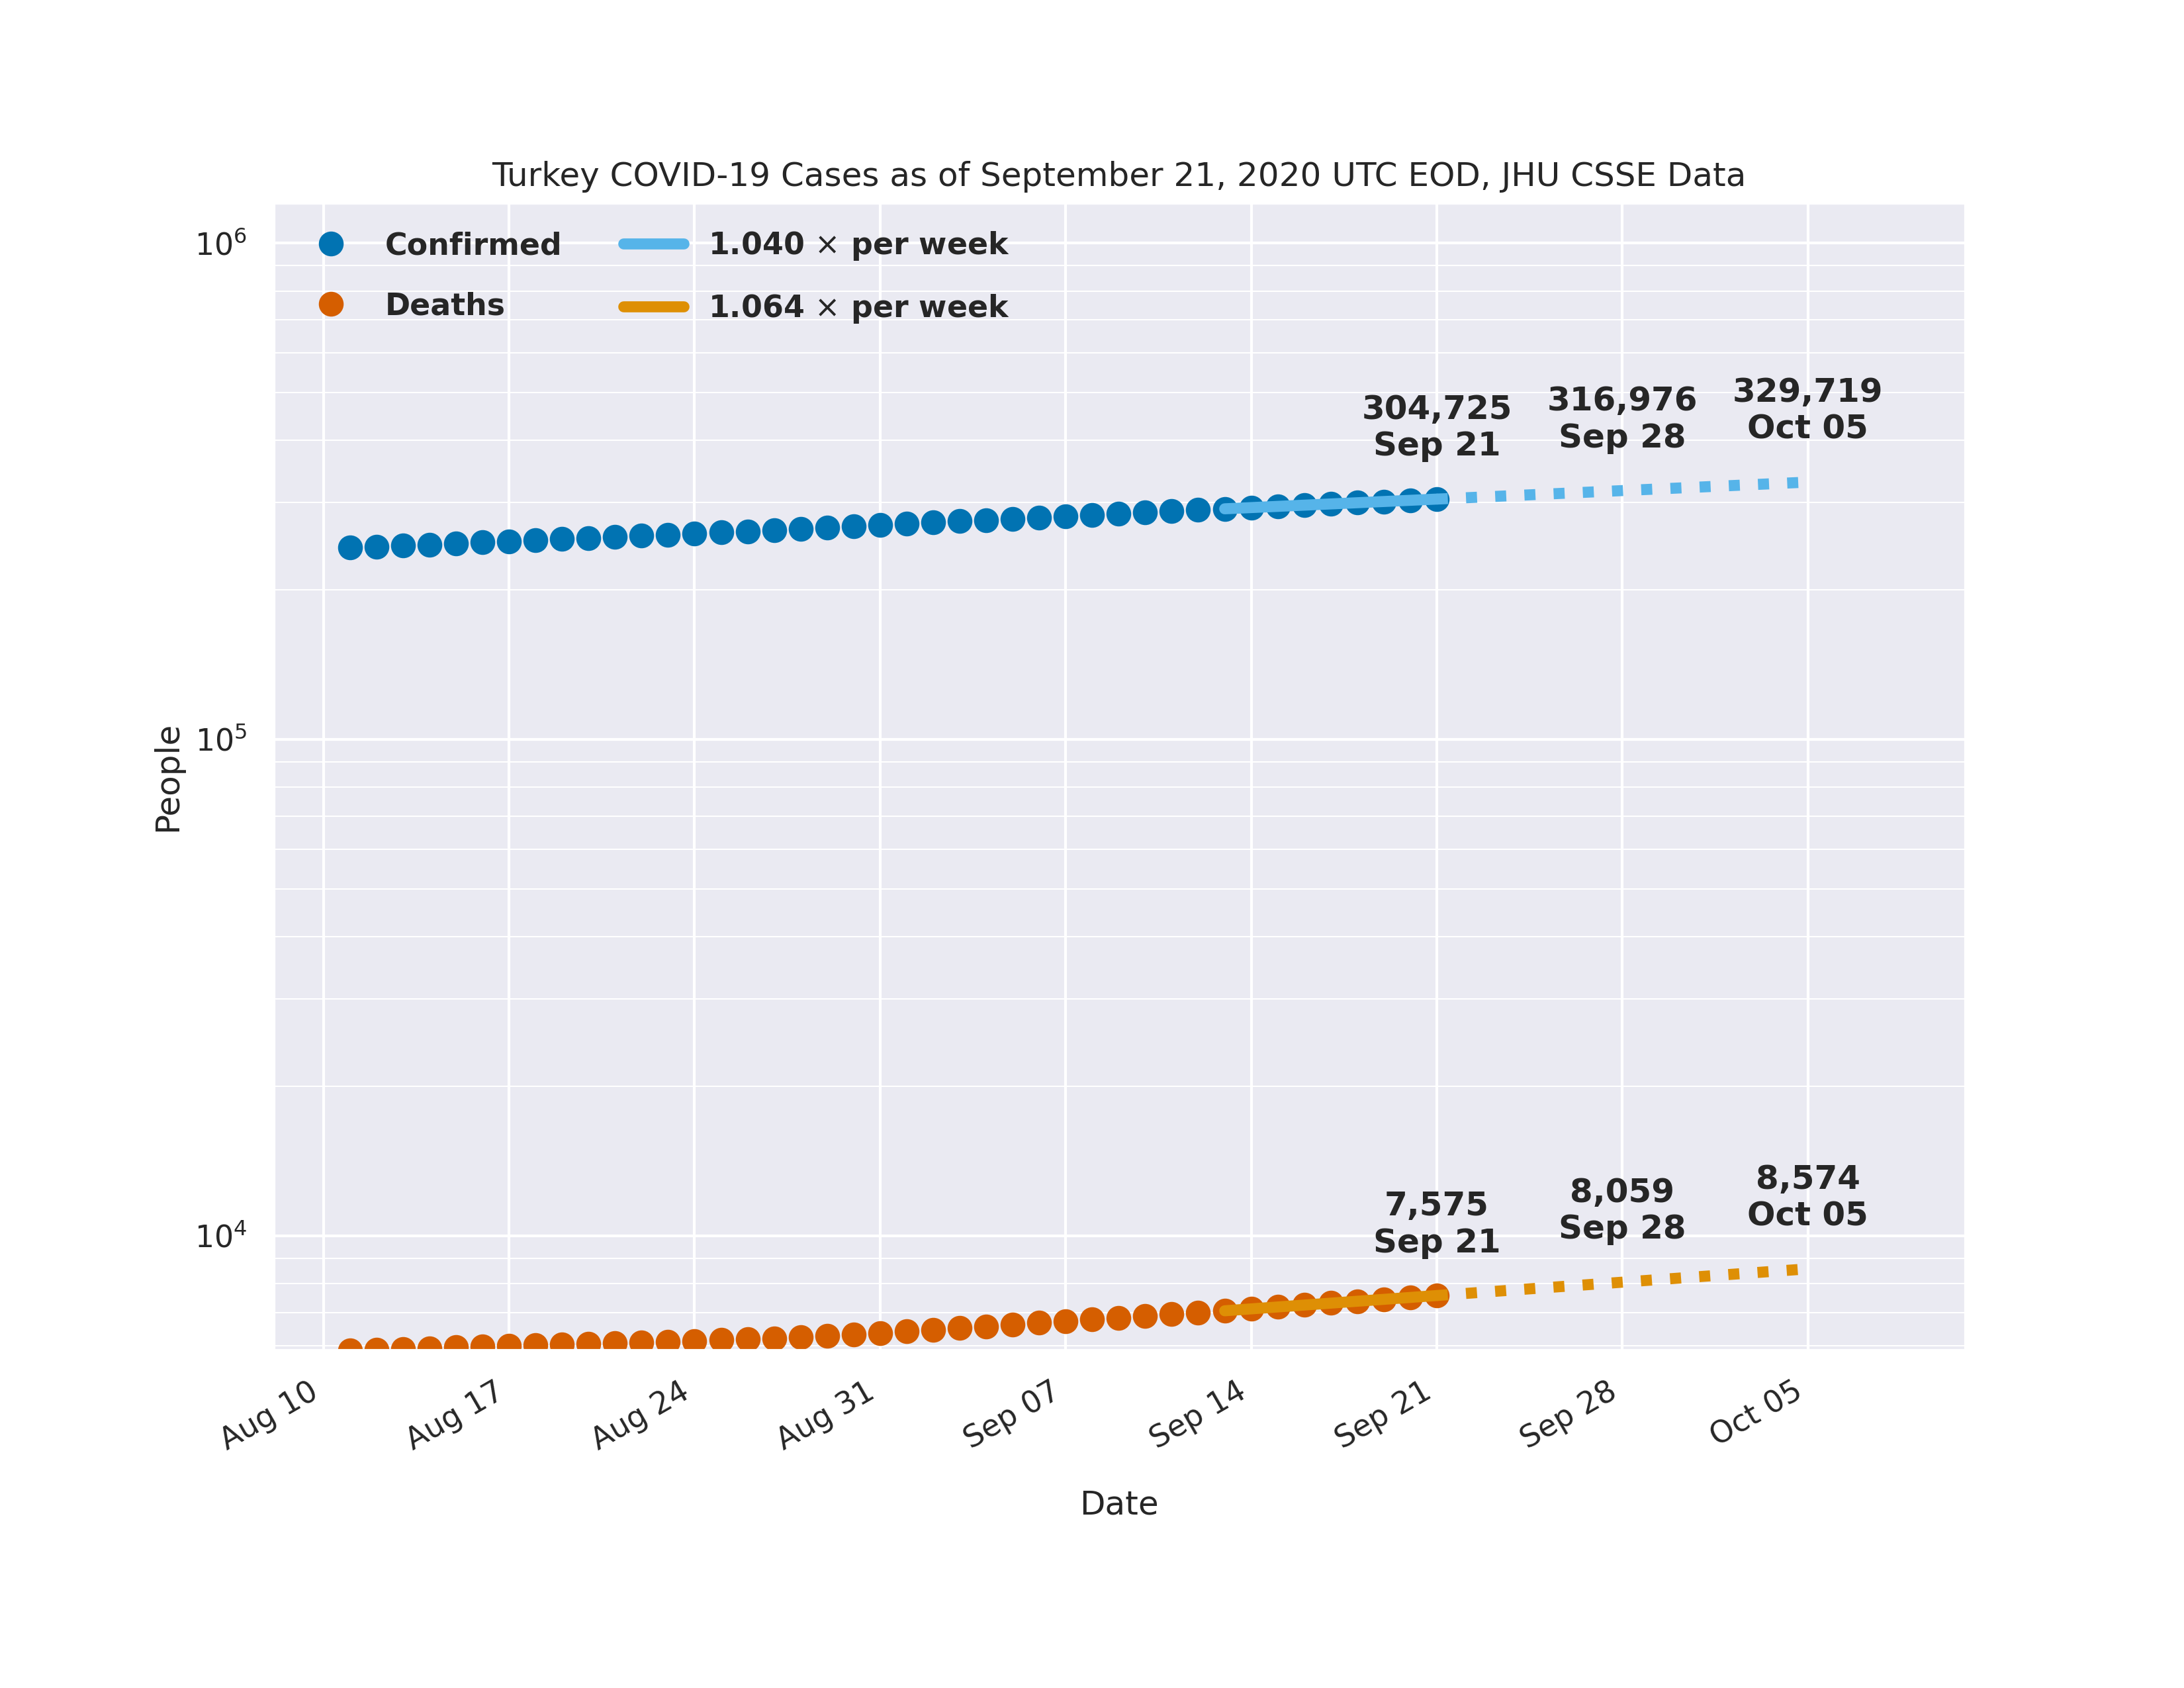 Turkey COVID-19 Cases as of September 21, 2020 UTC EOD, JHU CSSE Data
Confirmed
Deaths
1.040 × per week
1.064 × per week
10⁶
10⁵
10⁴
People
304,725
Sep 21
316,976
Sep 28
329,719
Oct 05
7,575
Sep 21
8,059
Sep 28
8,574
Oct 05
Aug 10
Aug 17
Aug 24
Aug 31
Sep 07
Sep 14
Sep 21
Sep 28
Oct 05
Date